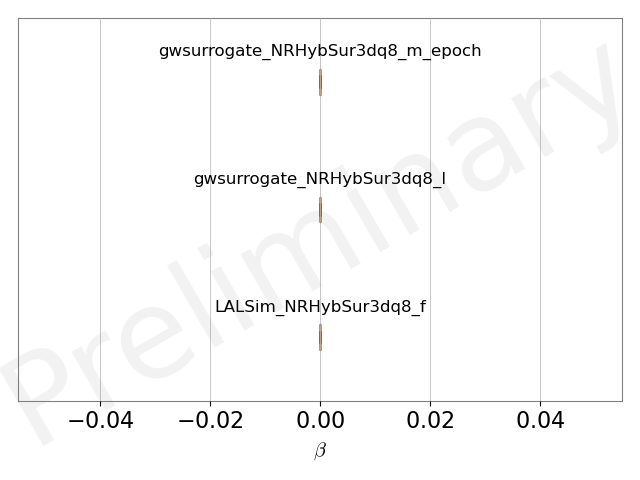 gwsurrogate_NRHybSur3dq8_m_epoch
gwsurrogate_NRHybSur3dq8_l
LALSim_NRHybSur3dq8_f
Preliminary
−0.04 −0.02 0.00 0.02 0.04
β